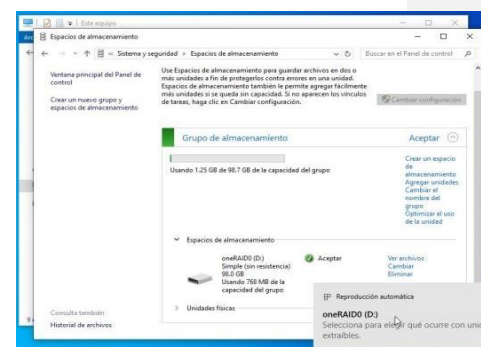 Este equipo
Espacios de almacenamiento
Sistema y seguridad › Espacios de almacenamiento
Buscar en el Panel de control
Ventana principal del Panel de
control
Crear un nuevo grupo y
espacios de almacenamiento
Use Espacios de almacenamiento para guardar archivos en dos o
más unidades a fin de protegerlos contra errores en una unidad.
Espacios de almacenamiento también le permite agregar fácilmente
más unidades si se queda sin capacidad. Si no aparecen los vínculos
de tareas, haga clic en Cambiar configuración.
Cambiar configuración
Grupo de almacenamiento
Aceptar
Usando 1.25 GB de 98.7 GB de la capacidad del grupo
Crear un espacio
de
almacenamiento
Agregar unidades
Cambiar el
nombre del
grupo
Optimizar el uso
de la unidad
Espacios de almacenamiento
oneRAID0 (D:)
Simple (sin resistencia)
98.0 GB
Usando 768 MB de la
capacidad del grupo
Aceptar
Ver archivos
Cambiar
Eliminar
Unidades físicas
Consulta también
Historial de archivos
Reproducción automática
oneRAID0 (D:)
Selecciona para elegir qué ocurre con unid
extraíbles.